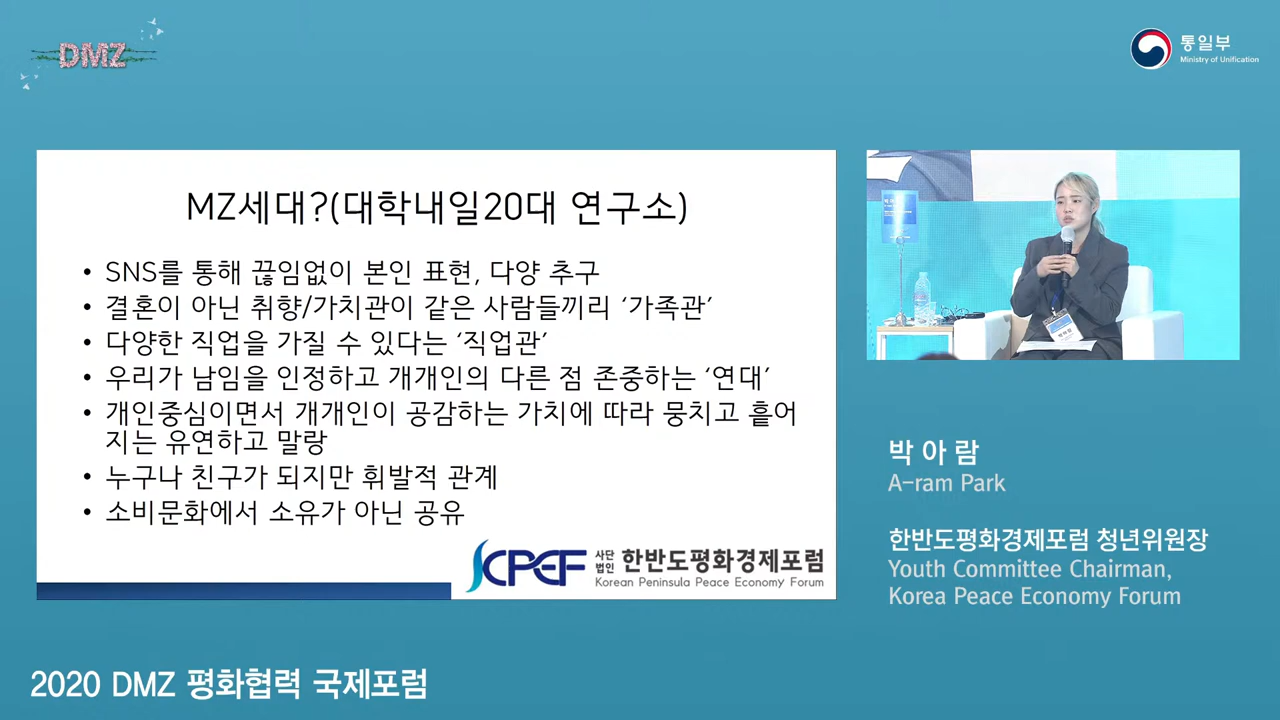 DMZ
통일부
Ministry of Unification
MZ세대?(대학내일20대 연구소)
• SNS를 통해 끊임없이 본인 표현, 다양 추구
• 결혼이 아닌 취향/가치관이 같은 사람들끼리 ‘가족관’
• 다양한 직업을 가질 수 있다는 ‘직업관’
• 우리가 남임을 인정하고 개개인의 다른 점 존중하는 ‘연대’
• 개인중심이면서 개개인이 공감하는 가치에 따라 뭉치고 흩어
지는 유연하고 말랑
• 누구나 친구가 되지만 휘발적 관계
• 소비문화에서 소유가 아닌 공유
KPEF 사단법인 한반도평화경제포럼
Korean Peninsula Peace Economy Forum
박 아 람
A-ram Park
한반도평화경제포럼 청년위원장
Youth Committee Chairman,
Korea Peace Economy Forum
2020 DMZ 평화협력 국제포럼